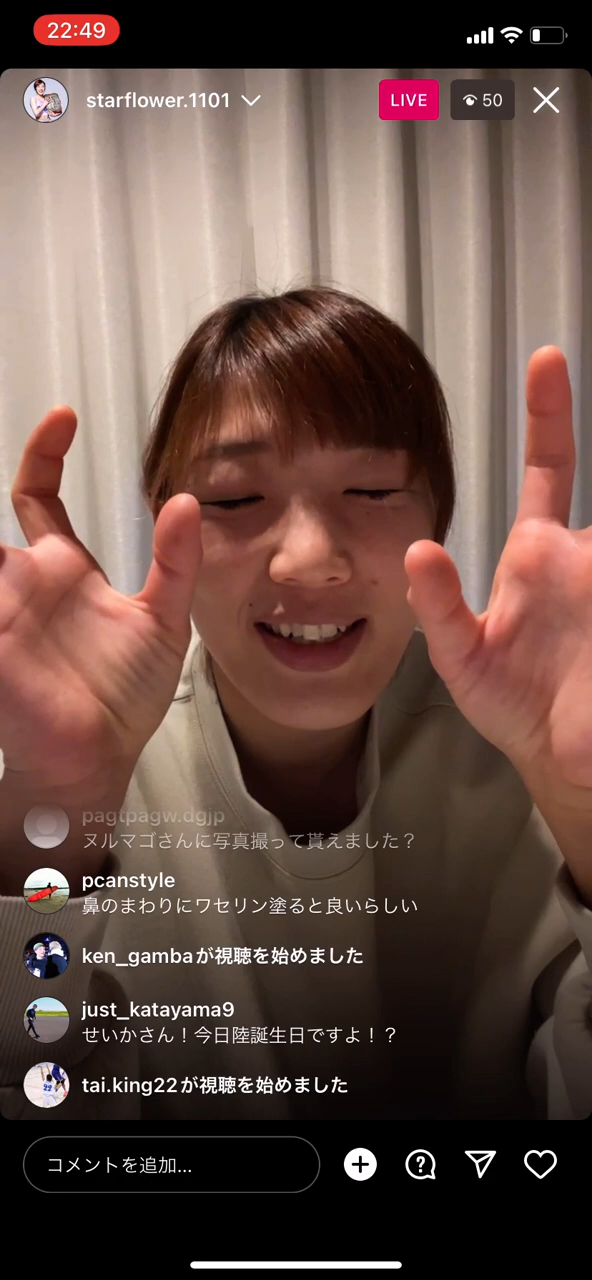 22:49
starflower.1101
LIVE
50
pagtpagw.dgjp
ヌルマゴさんに写真撮って貰えました？
pcanstyle
鼻のまわりにワセリン塗ると良いらしい
ken_gambaが視聴を始めました
just_katayama9
せいかさん！今日陸誕生日ですよ！？
tai.king22が視聴を始めました
コメントを追加...